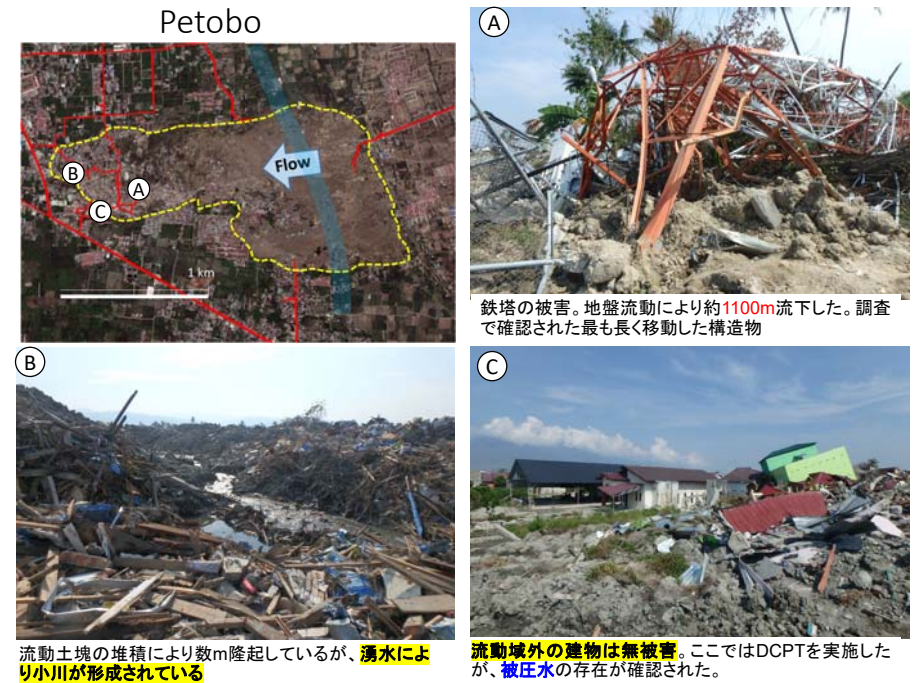 Petobo
Flow
B
A
C
1 km
A
鉄塔の被害。地盤流動により約1100m流下した。調査
で確認された最も長く移動した構造物
B
流動土塊の堆積により数m隆起しているが、湧水によ
り小川が形成されている
C
流動域外の建物は無被害。ここではDCPTを実施した
が、被圧水の存在が確認された。